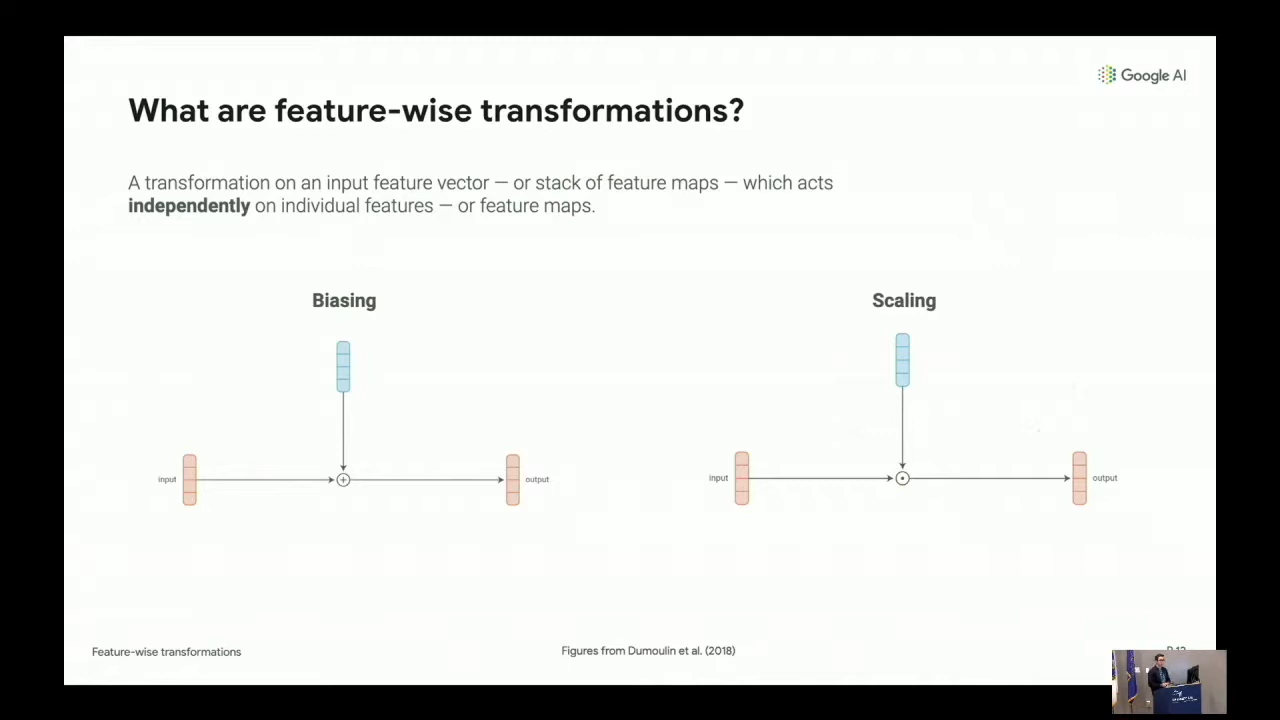 Google AI
What are feature-wise transformations?
A transformation on an input feature vector — or stack of feature maps — which acts
independently on individual features — or feature maps.
Biasing
Scaling
input
output
input
output
Feature-wise transformations
Figures from Dumoulin et al. (2018)